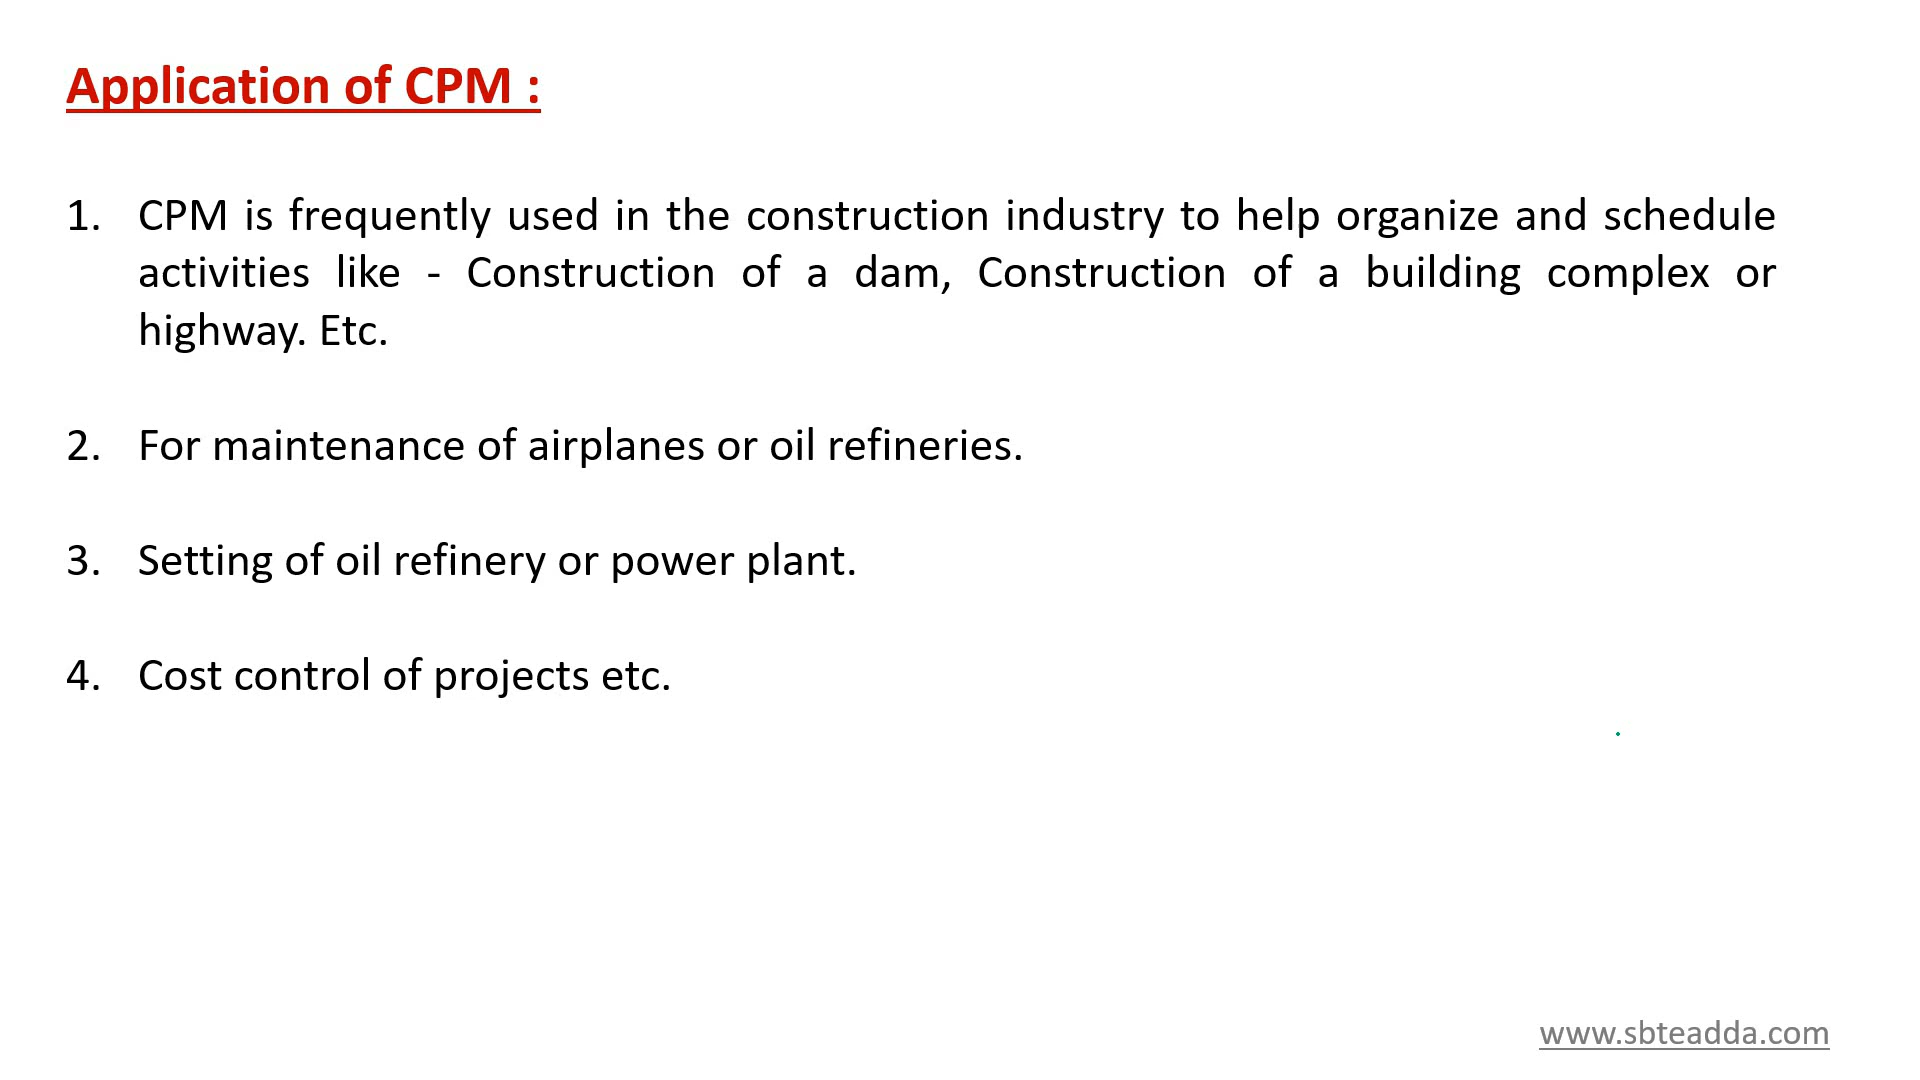 Application of CPM :
1. CPM is frequently used in the construction industry to help organize and schedule
activities like - Construction of a dam, Construction of a building complex or
highway. Etc.
2. For maintenance of airplanes or oil refineries.
3. Setting of oil refinery or power plant.
4. Cost control of projects etc.
www.sbteadda.com